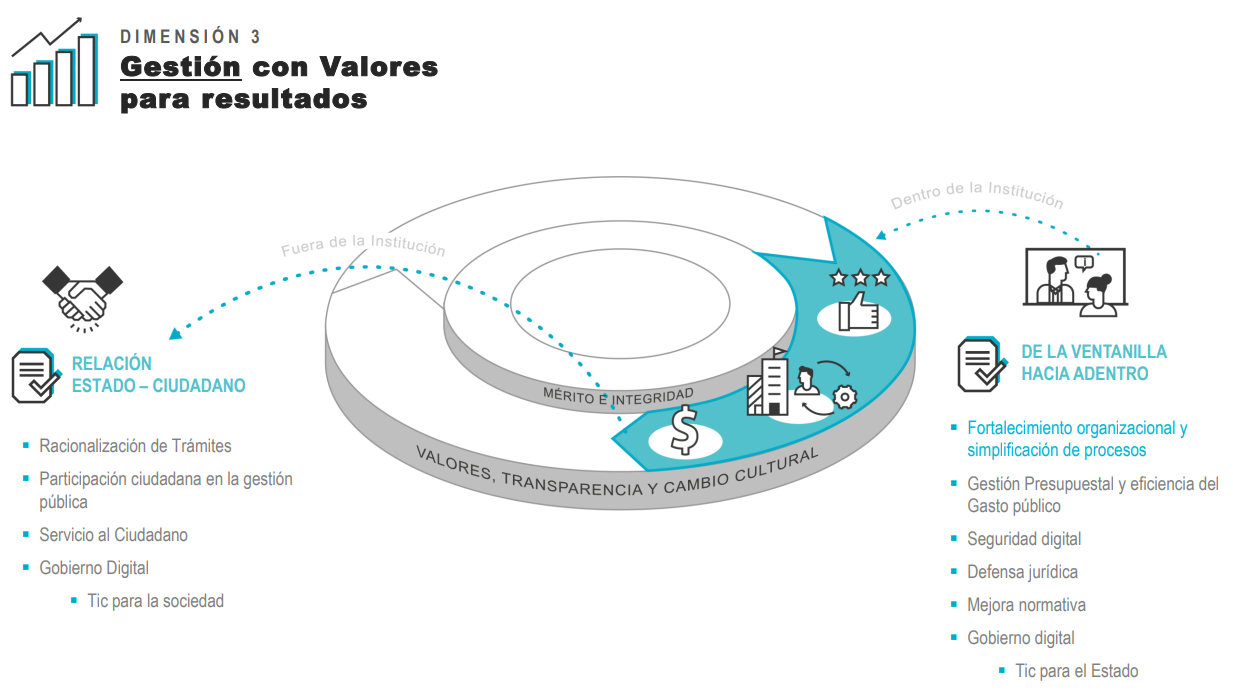 DIMENSIÓN 3
Gestión con Valores
para resultados
Fuera de la Institución
Dentro de la Institución
RELACIÓN
ESTADO – CIUDADANO
Racionalización de Trámites
Participación ciudadana en la gestión
pública
Servicio al Ciudadano
Gobierno Digital
Tic para la sociedad
MÉRITO E INTEGRIDAD
VALORES, TRANSPARENCIA Y CAMBIO CULTURAL
$
DE LA VENTANILLA
HACIA ADENTRO
Fortalecimiento organizacional y
simplificación de procesos
Gestión Presupuestal y eficiencia del
Gasto público
Seguridad digital
Defensa jurídica
Mejora normativa
Gobierno digital
Tic para el Estado